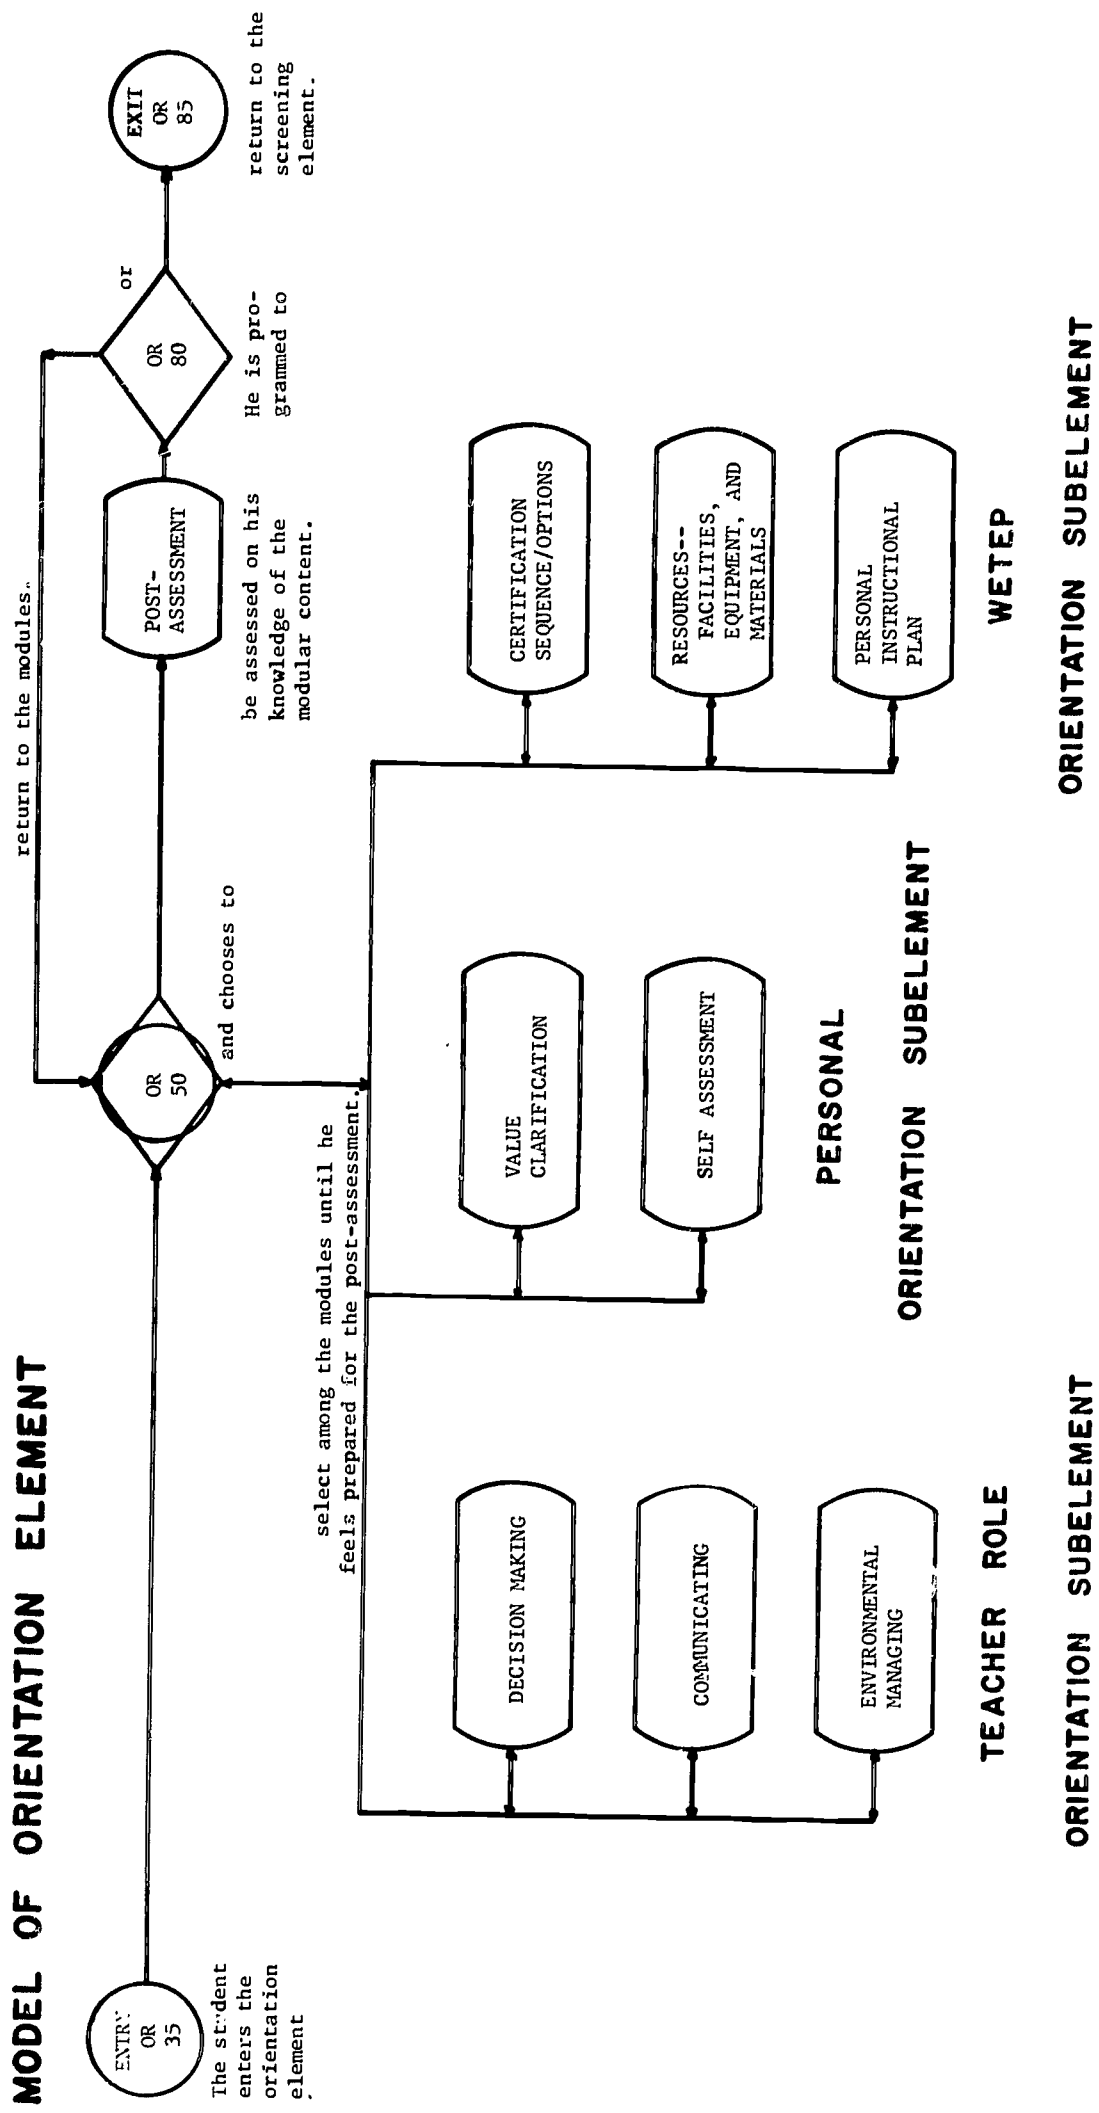 MODEL OF ORIENTATION ELEMENT
ENTRY
OR
35
The student
enters the
orientation
element
OR
50
and chooses to
return to the modules.
POST-
ASSESSMENT
be assessed on his
knowledge of the
modular content.
OR
80
or
He is pro-
grammed to
EXIT
OR
85
return to the
screening
element.
select among the modules until he
feels prepared for the post-assessment.
DECISION MAKING
COMMUNICATING
ENVIRONMENTAL
MANAGING
TEACHER ROLE
ORIENTATION SUBELEMENT
VALUE
CLARIFICATION
SELF ASSESSMENT
PERSONAL
ORIENTATION SUBELEMENT
CERTIFICATION
SEQUENCE/OPTIONS
RESOURCES--
FACILITIES,
EQUIPMENT, AND
MATERIALS
PERSONAL
INSTRUCTIONAL
PLAN
WETEP
ORIENTATION SUBELEMENT